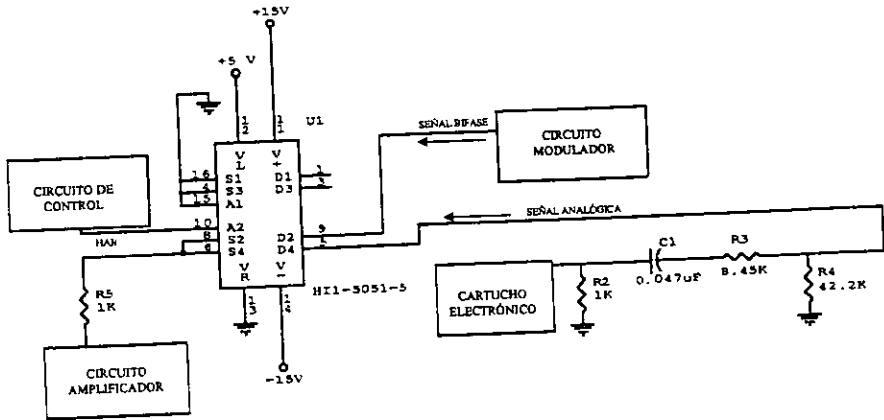 +15V
+5 V
1
2
1
1
U1
SEÑAL BIFASE
CIRCUITO
MODULADOR
V
L
V
+
CIRCUITO DE
CONTROL
16
S1
D1
1
4
S3
D3
15
A1
10
A2
HAB
8
S2
D2
9
6
S4
D4
SEÑAL ANALÓGICA
V
R
V
-
1
3
1
4
HI1-5051-5
R5
1K
CIRCUITO
AMPLIFICADOR
-15V
CARTUCHO
ELECTRÓNICO
R2
1K
C1
0.047uF
R3
8.45K
R4
42.2K